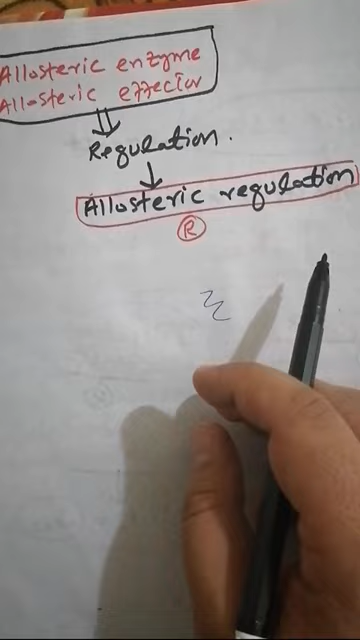 Allosteric enzyme
Allosteric effector
Regulation.
Allosteric regulation
R